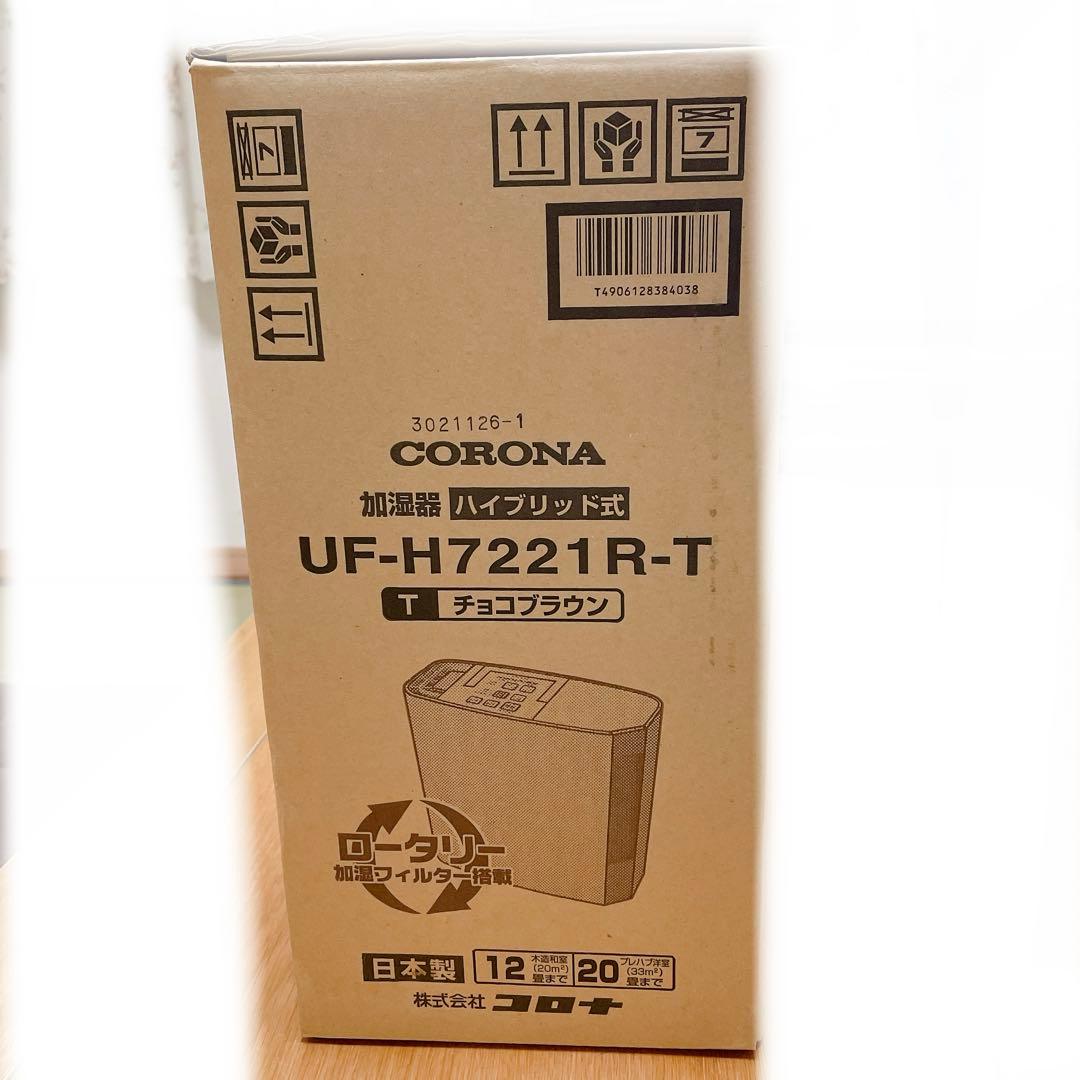 7
7
T4906128384038
3021126-1
CORONA
加湿器 ハイブリッド式
UF-H7221R-T
T チョコブラウン
ロータリー
加湿フィルター搭載
日本製 12 木造和室 (20m²) 畳まで 20 プレハブ洋室 (33m²) 畳まで
株式会社 コロナ